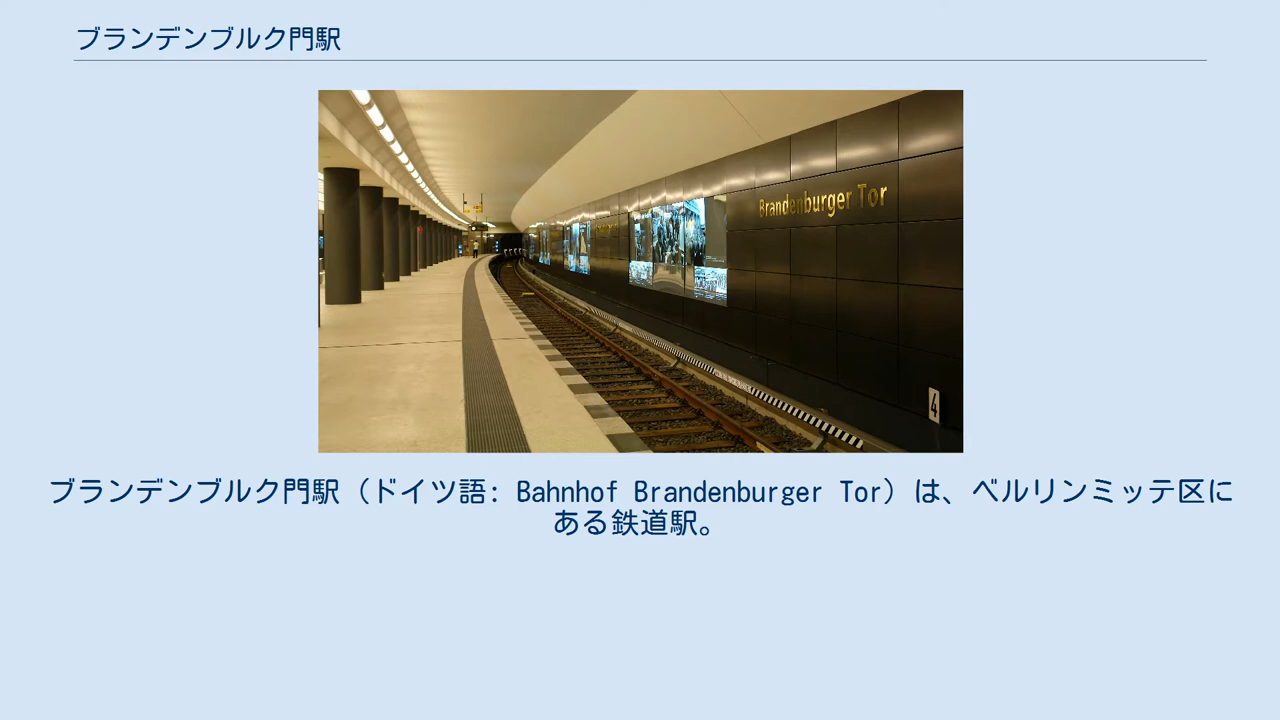 ブランデンブルク門駅
Brandenburger Tor
4
ブランデンブルク門駅（ドイツ語: Bahnhof Brandenburger Tor）は、ベルリンミッテ区に
ある鉄道駅。